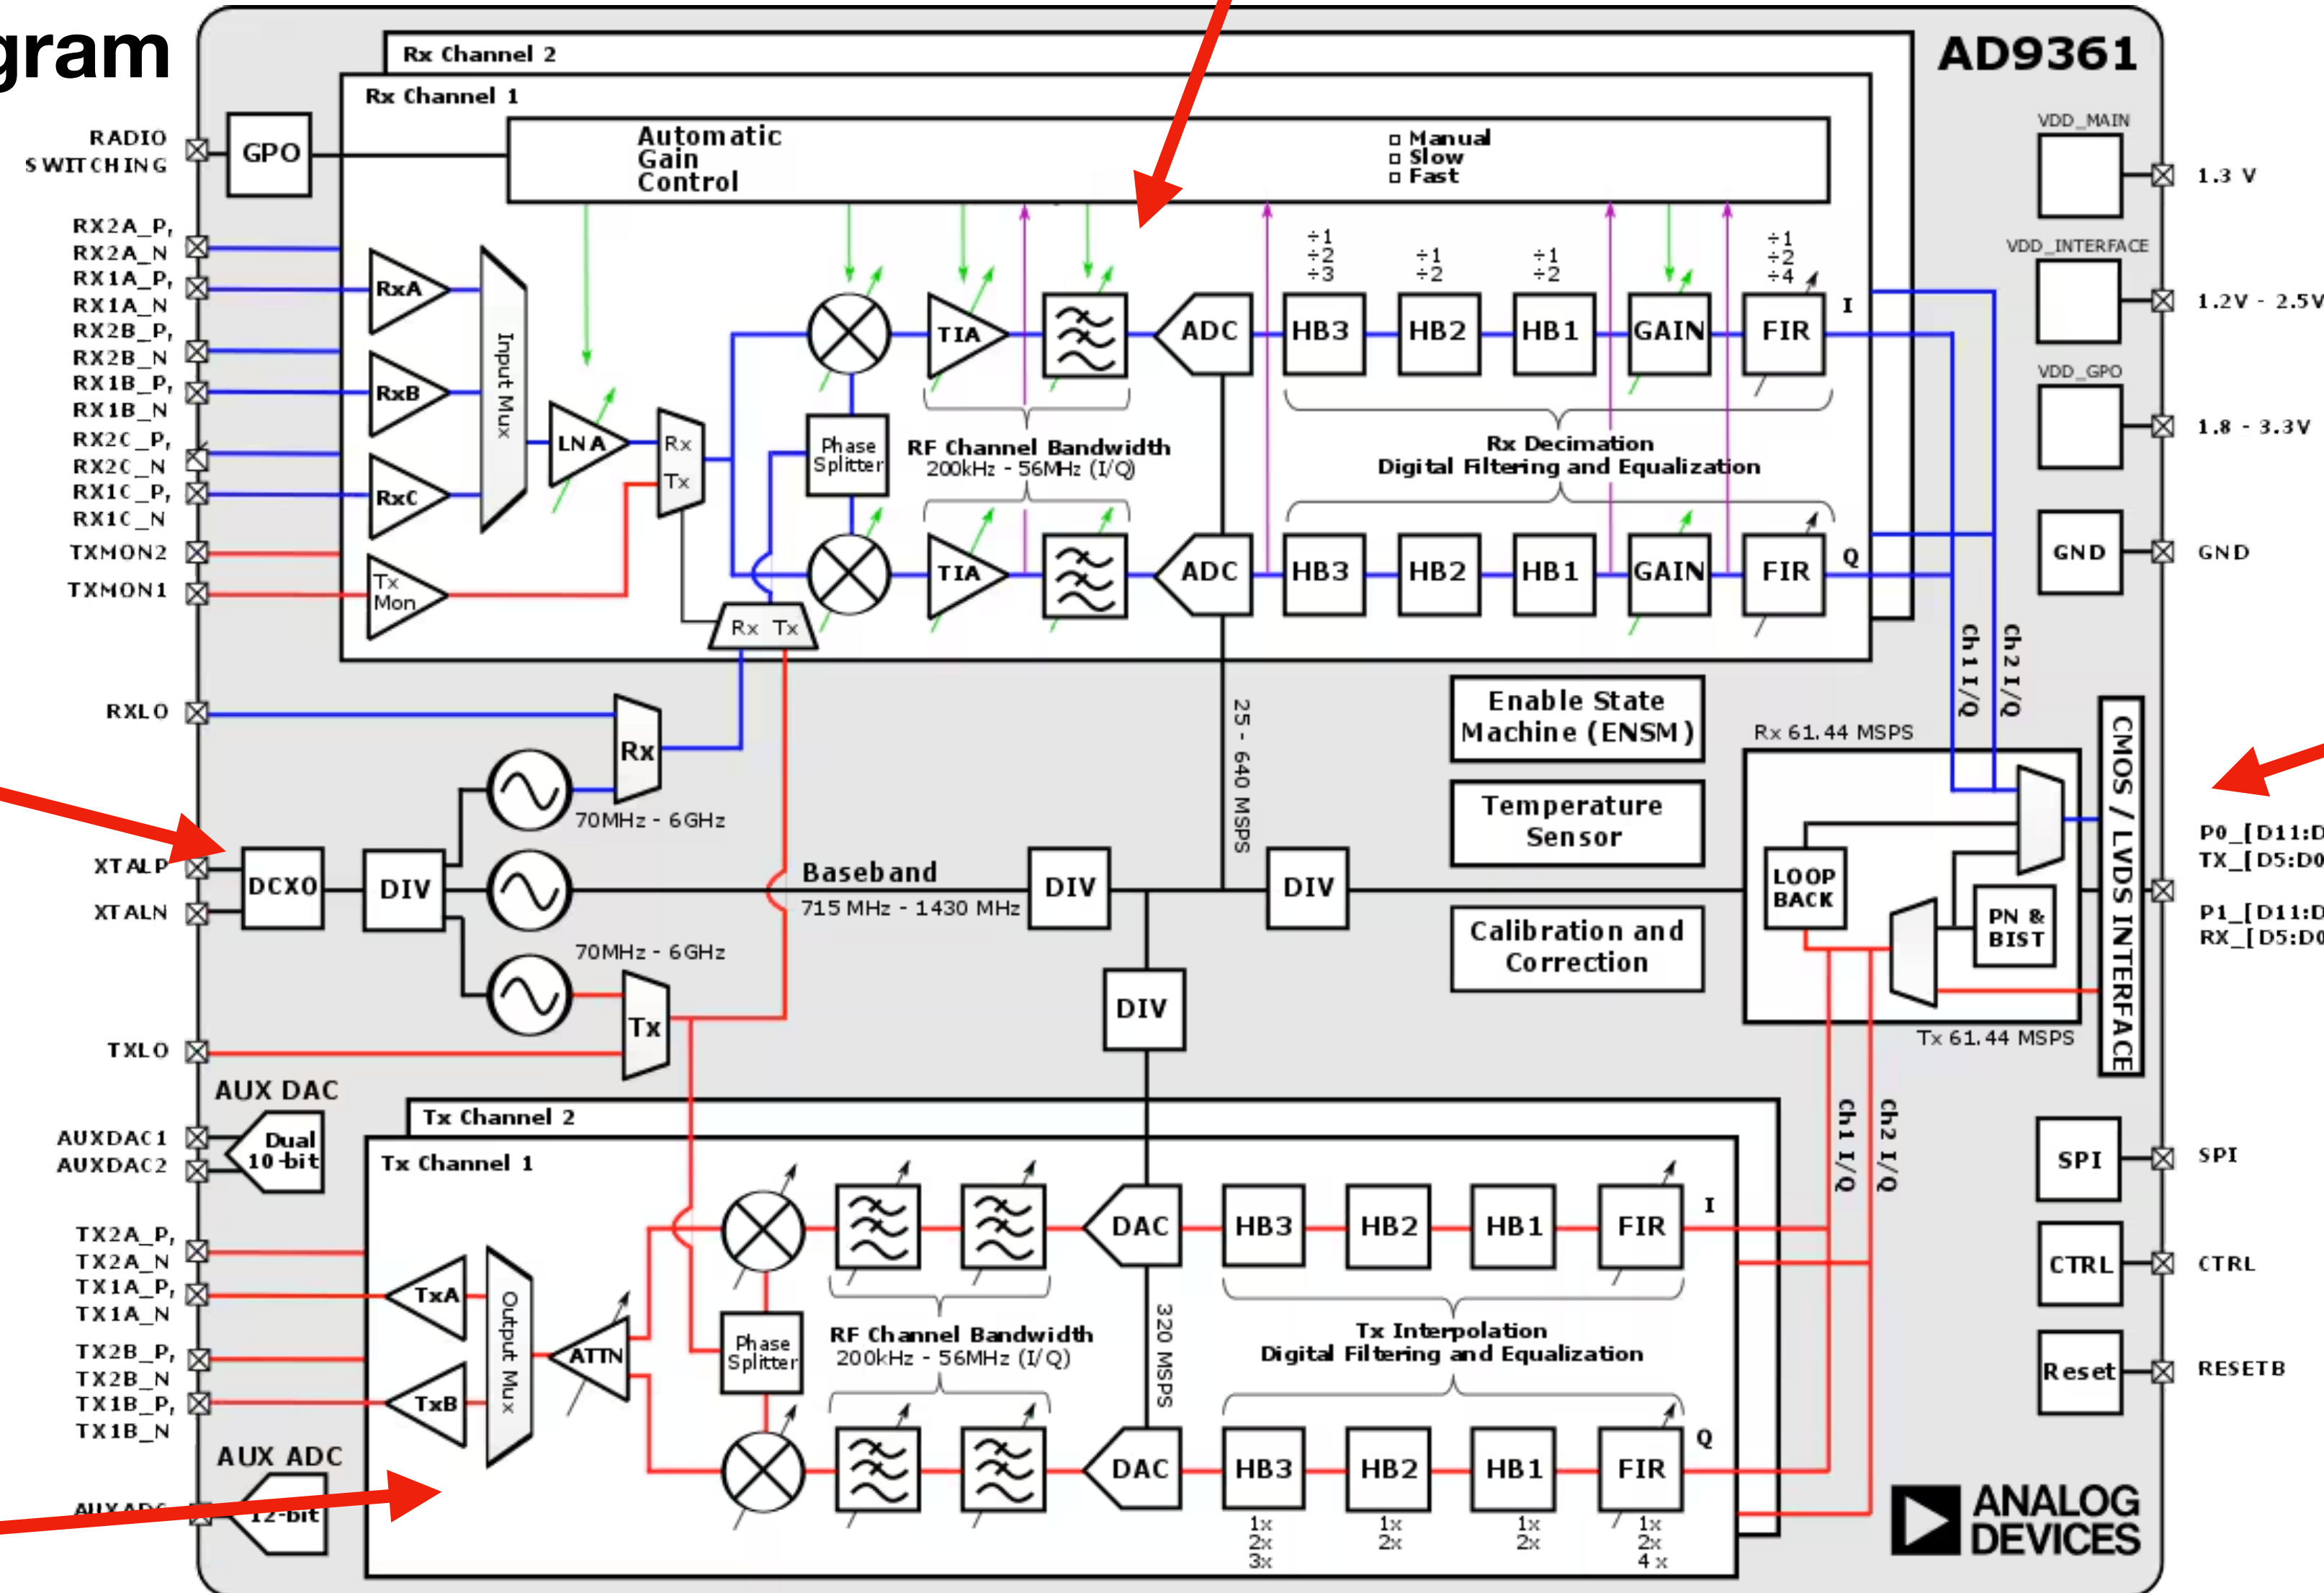 gram
AD9361
Rx Channel 2
Rx Channel 1
Automatic
Gain
Control
Manual
Slow
Fast
GPO
RADIO
SWITCHING
RX2A_P,
RX2A_N
RX1A_P,
RX1A_N
RX2B_P,
RX2B_N
RX1B_P,
RX1B_N
RX2C_P,
RX2C_N
RX1C_P,
RX1C_N
TXMON2
TXMON1
RxA
RxB
RxC
Tx
Mon
Input Mux
LNA
Rx
Tx
Phase
Splitter
Rx Tx
TIA
ADC
÷1
÷2
÷3
HB3
÷1
÷2
HB2
÷1
÷2
HB1
GAIN
÷1
÷2
÷4
FIR
I
RF Channel Bandwidth
200kHz - 56MHz (I/Q)
Rx Decimation
Digital Filtering and Equalization
TIA
ADC
HB3
HB2
HB1
GAIN
FIR
Q
VDD_MAIN
1.3 V
VDD_INTERFACE
1.2V - 2.5V
VDD_GPO
1.8 - 3.3V
GND
GND
Ch1 I/Q
Ch2 I/Q
RXLO
Rx
70MHz - 6GHz
XTALP
XTALN
DCXO
DIV
Baseband
715 MHz - 1430 MHz
DIV
DIV
DIV
25 - 640 MSPS
70MHz - 6GHz
Tx
TXLO
Enable State
Machine (ENSM)
Temperature
Sensor
Calibration and
Correction
Rx 61.44 MSPS
LOOP
BACK
PN &
BIST
Tx 61.44 MSPS
CMOS / LVDS INTERFACE
P0_[D11:D
TX_[D5:D0
P1_[D11:D
RX_[D5:D0
AUX DAC
AUXDAC1
AUXDAC2
Dual
10-bit
Tx Channel 2
Tx Channel 1
TX2A_P,
TX2A_N
TX1A_P,
TX1A_N
TX2B_P,
TX2B_N
TX1B_P,
TX1B_N
TxA
TxB
Output Mux
ATTN
Phase
Splitter
DAC
HB3
HB2
HB1
FIR
I
RF Channel Bandwidth
200kHz - 56MHz (I/Q)
320 MSPS
Tx Interpolation
Digital Filtering and Equalization
DAC
HB3
HB2
HB1
FIR
Q
1x
2x
3x
1x
2x
1x
2x
1x
2x
4x
Ch1 I/Q
Ch2 I/Q
AUX ADC
12-bit
SPI
SPI
CTRL
CTRL
Reset
RESETB
ANALOG
DEVICES